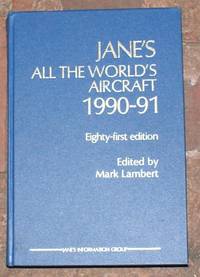 JANE'S
ALL THE WORLD'S
AIRCRAFT
1990-91
Eighty-first edition
Edited by
Mark Lambert
JANE'S INFORMATION GROUP